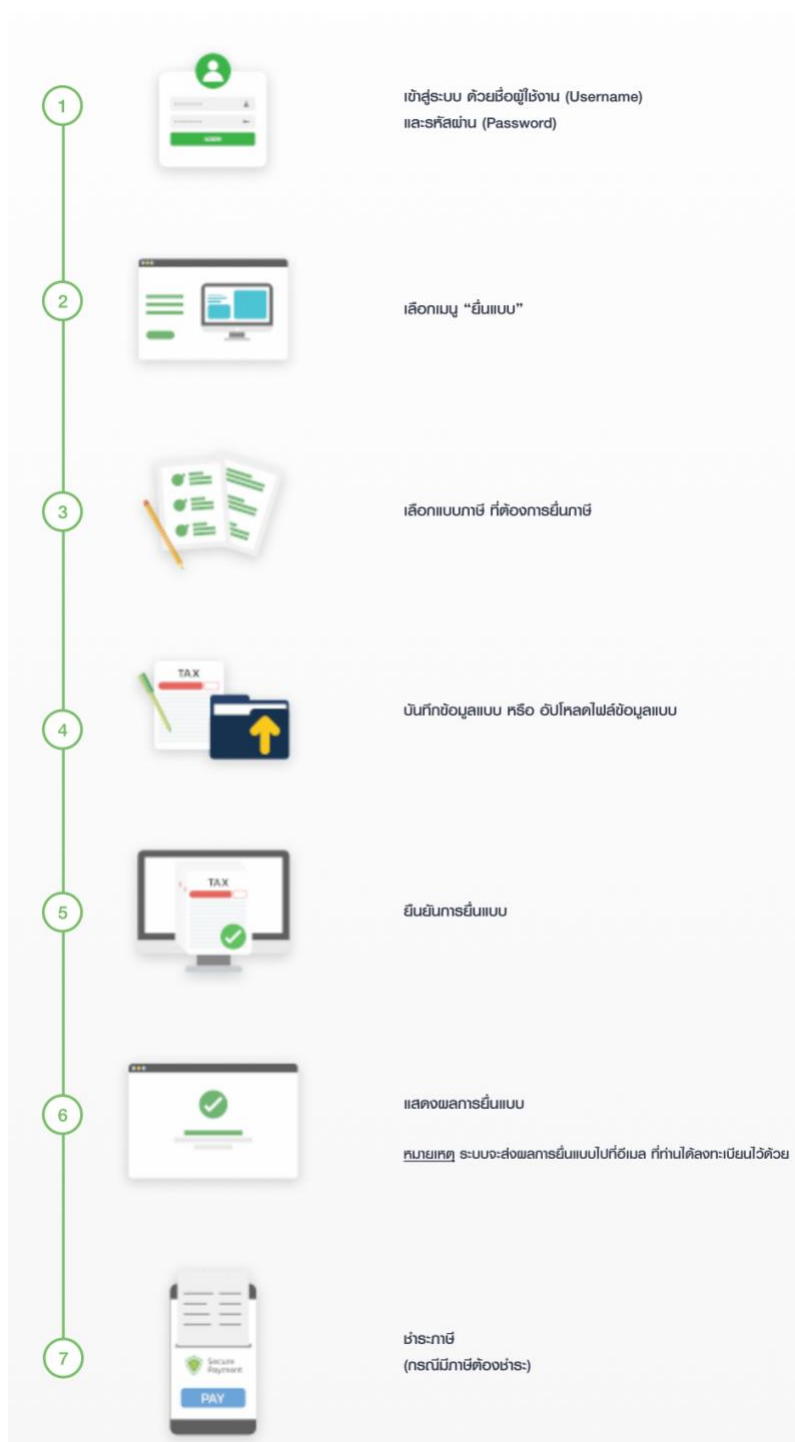 1
เข้าสู่ระบบ ด้วยชื่อผู้ใช้งาน (Username)
และรหัสผ่าน (Password)
2
เลือกเมนู “ยื่นแบบ”
3
เลือกแบบภาษี ที่ต้องการยื่นภาษี
TAX
4
บันทึกข้อมูลแบบ หรือ อัปโหลดไฟล์ข้อมูลแบบ
TAX
5
ยืนยันการยื่นแบบ
6
แสดงผลการยื่นแบบ
หมายเหตุ ระบบจะส่งผลการยื่นแบบไปที่อีเมล ที่ท่านได้ลงทะเบียนไว้ด้วย
7
ชำระภาษี
(กรณีมีภาษีต้องชำระ)
Secure
Payment
PAY